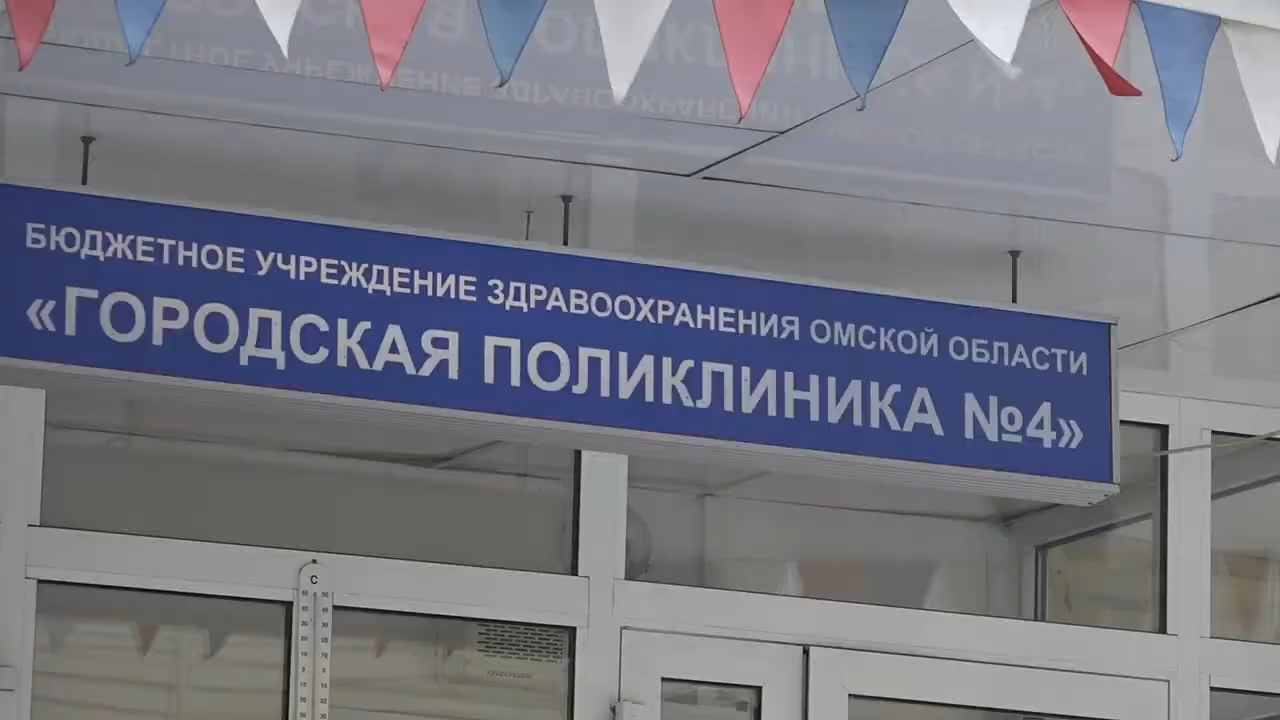 БЮДЖЕТНОЕ УЧРЕЖДЕНИЕ ЗДРАВООХРАНЕНИЯ ОМСКОЙ ОБЛАСТИ
«ГОРОДСКАЯ ПОЛИКЛИНИКА №4»
C